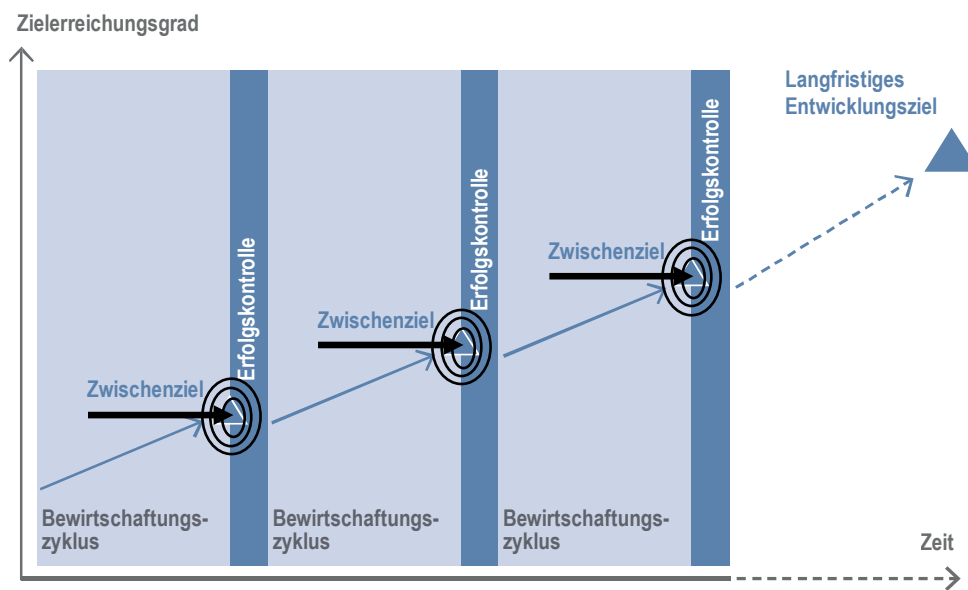 Zielerreichungsgrad
Langfristiges
Entwicklungsziel
Erfolgskontrolle
Erfolgskontrolle
Erfolgskontrolle
Zwischenziel
Zwischenziel
Zwischenziel
Bewirtschaftungs-
zyklus
Bewirtschaftungs-
zyklus
Bewirtschaftungs-
zyklus
Zeit